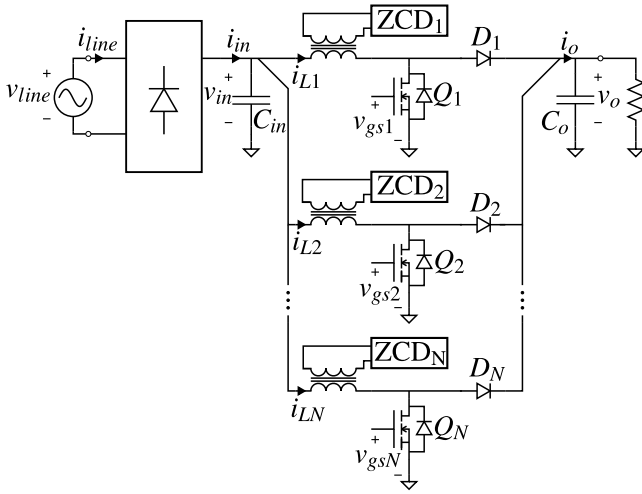 ZCD1
i_line
i_in
i_L1
D1
i_o
+
v_line
−
+
v_in
−
C_in
Q1
+
v_gs1
−
C_o
+
v_o
−
ZCD2
i_L2
D2
Q2
+
v_gs2
−
ZCDN
i_LN
DN
QN
+
v_gsN
−